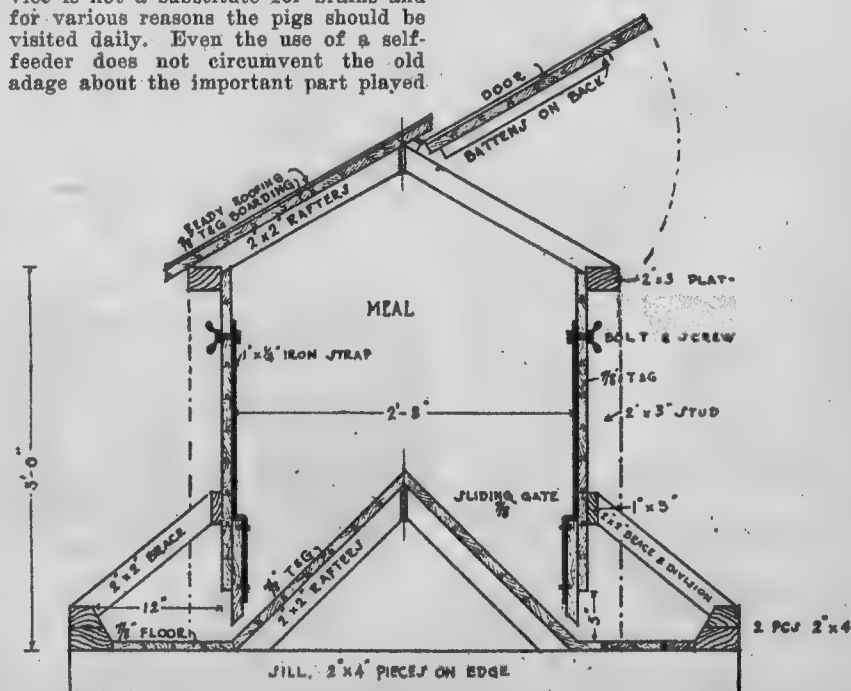 vice is not a substitute for brains and
for various reasons the pigs should be
visited daily. Even the use of a self-
feeder does not circumvent the old
adage about the important part played
DOOR
BATTENS ON BACK
READY ROOFING
7/8" T&G BOARDING
2"x2" RAFTERS
2"x3" PLAT-
MEAL
BOLT & SCREW
1"x1/4" IRON STRAP
7/8" T&G
2'-8"
2"x3" STUD
3'-0"
SLIDING GATE
7/8"
1"x3"
2"x2" BRACE
2"x2" BRACE & DIVISION
7/8" T&G
2"x2" RAFTERS
12"
3"
7/8" FLOOR
2 PCS 2"x4
SILL, 2"x4" PIECES ON EDGE